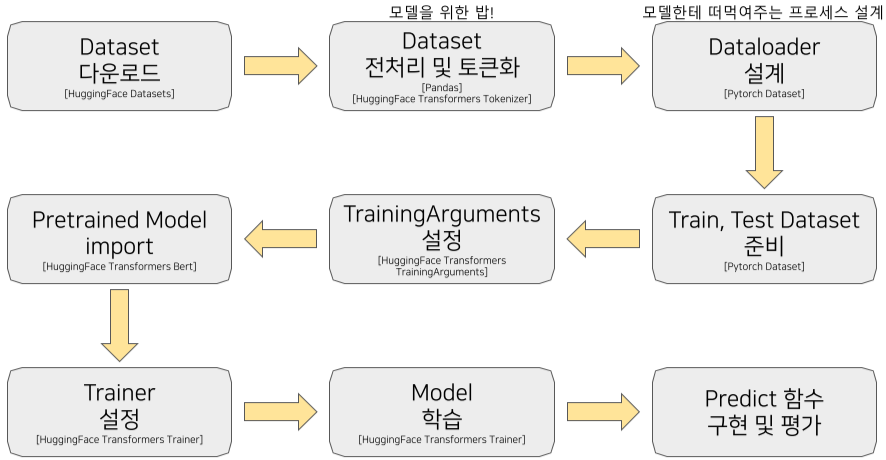 모델을 위한 밥!
모델한테 떠먹여주는 프로세스 설계
Dataset
다운로드
[HuggingFace Datasets]
Dataset
전처리 및 토큰화
[Pandas]
[HuggingFace Transformers Tokenizer]
Dataloader
설계
[Pytorch Dataset]
Train, Test Dataset
준비
[Pytorch Dataset]
TrainingArguments
설정
[HuggingFace Transformers
TrainingArguments]
Pretrained Model
import
[HuggingFace Transformers Bert]
Trainer
설정
[HuggingFace Transformers Trainer]
Model
학습
[HuggingFace Transformers Trainer]
Predict 함수
구현 및 평가